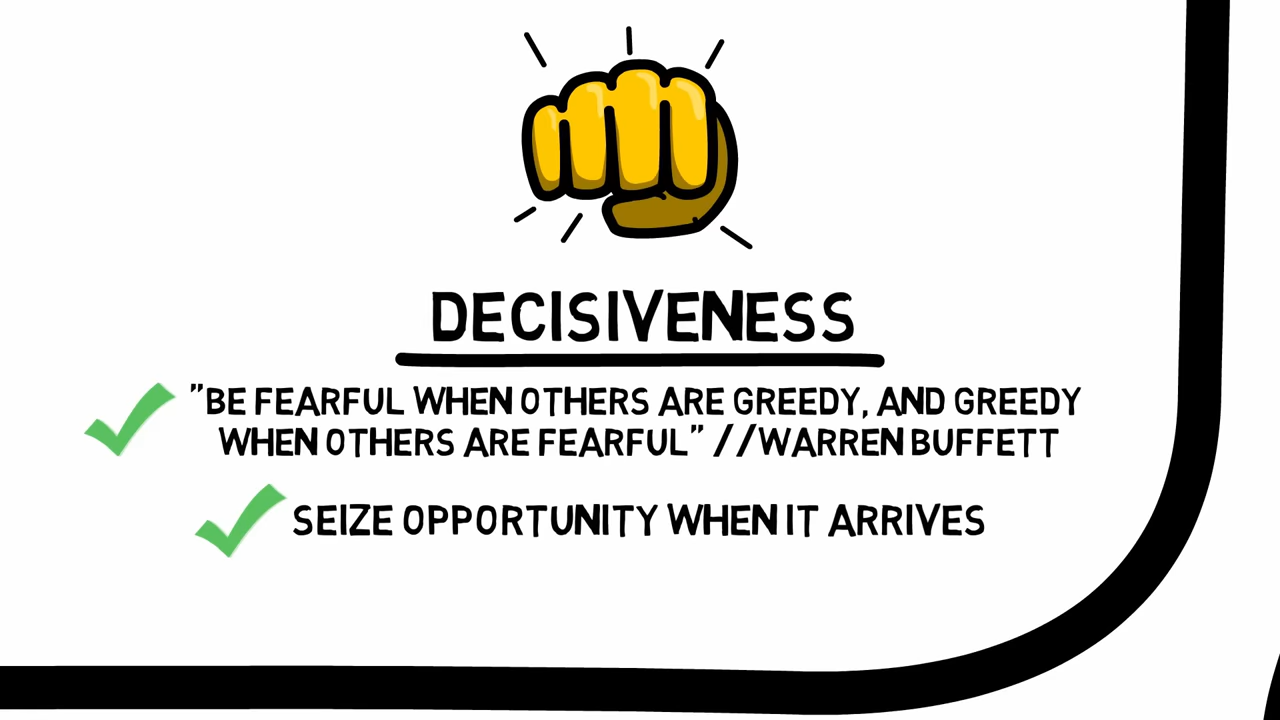 DECISIVENESS
"BE FEARFUL WHEN OTHERS ARE GREEDY, AND GREEDY
WHEN OTHERS ARE FEARFUL" //WARREN BUFFETT
SEIZE OPPORTUNITY WHEN IT ARRIVES